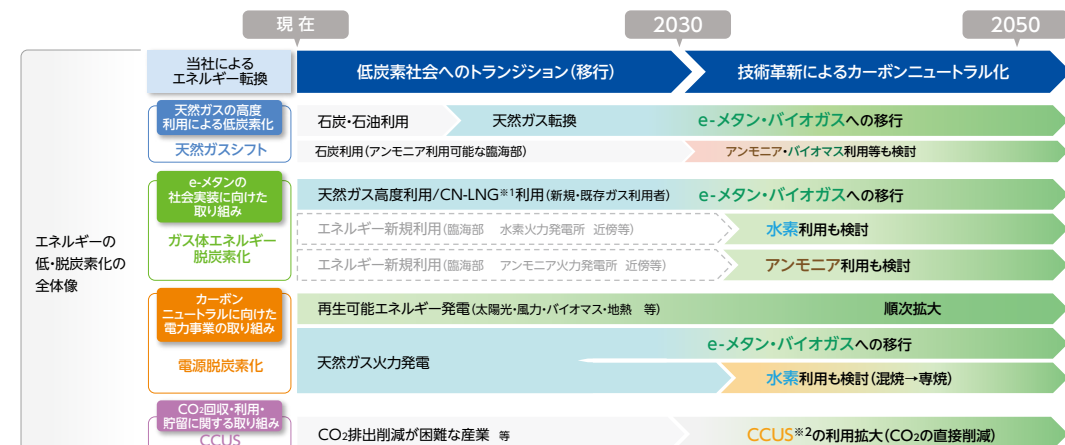 現在
2030
2050
当社による
エネルギー転換
低炭素社会へのトランジション(移行)
技術革新によるカーボンニュートラル化
エネルギーの
低・脱炭素化の
全体像
天然ガスの高度
利用による低炭素化
天然ガスシフト
石炭・石油利用
天然ガス転換
e-メタン・バイオガスへの移行
石炭利用(アンモニア利用可能な臨海部)
アンモニア・バイオマス利用等も検討
e-メタンの
社会実装に向けた
取り組み
ガス体エネルギー
脱炭素化
天然ガス高度利用/CN-LNG※1利用(新規・既存ガス利用者)
e-メタン・バイオガスへの移行
エネルギー新規利用(臨海部 水素火力発電所 近傍等)
水素利用も検討
エネルギー新規利用(臨海部 アンモニア火力発電所 近傍等)
アンモニア利用も検討
カーボン
ニュートラルに向けた
電力事業の取り組み
電源脱炭素化
再生可能エネルギー発電(太陽光・風力・バイオマス・地熱 等)
順次拡大
天然ガス火力発電
e-メタン・バイオガスへの移行
水素利用も検討(混焼→専焼)
CO2回収・利用・
貯留に関する取り組み
CCUS
CO2排出削減が困難な産業 等
CCUS※2の利用拡大(CO2の直接削減)